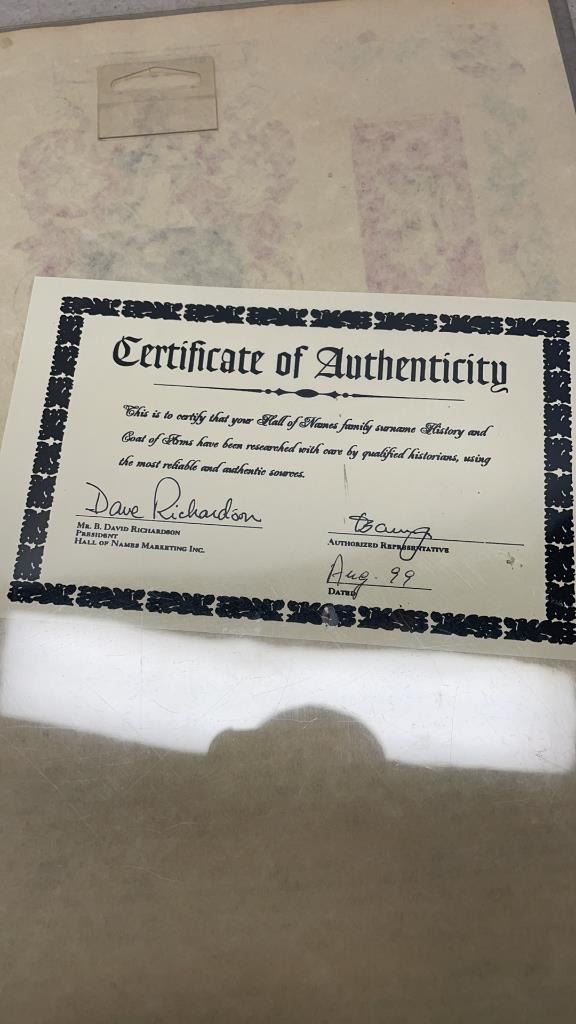 Certificate of Authenticity
This is to certify that your Hall of Names family surname History and
Coat of Arms have been researched with care by qualified historians, using
the most reliable and authentic sources.
Dave Richardson
MR. B. DAVID RICHARDSON
PRESIDENT
HALL OF NAMES MARKETING INC.
AUTHORIZED REPRESENTATIVE
Aug. 99
DATED